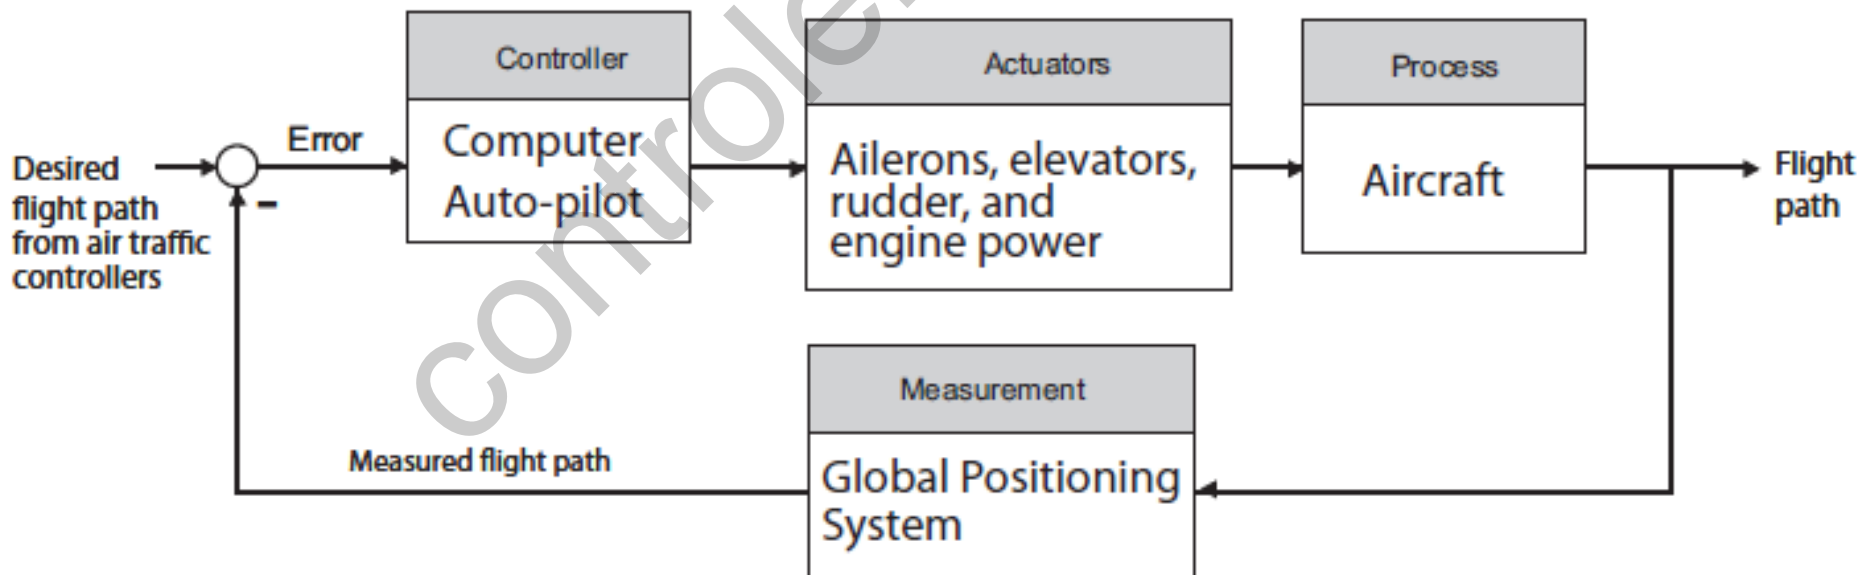 Controller
Actuators
Process
Error
Computer
Auto-pilot
Desired
flight path
from air traffic
controllers
Ailerons, elevators,
rudder, and
engine power
Aircraft
Flight
path
–
Measurement
Measured flight path
Global Positioning
System
controle